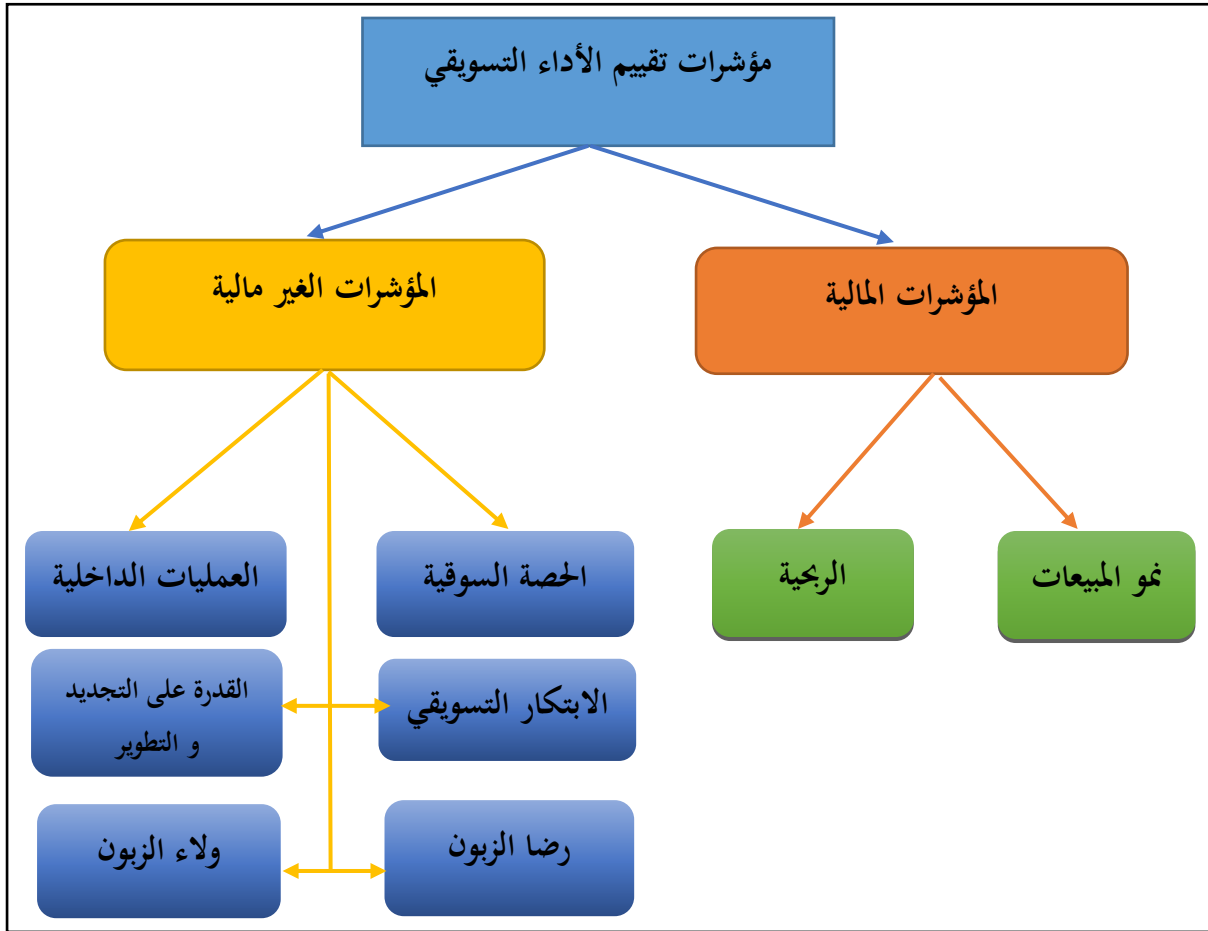 مؤشرات تقييم الأداء التسويقي
المؤشرات المالية
المؤشرات الغير مالية
نمو المبيعات
الربحية
الحصة السوقية
العمليات الداخلية
الابتكار التسويقي
القدرة على التجديد
و التطوير
رضا الزبون
ولاء الزبون